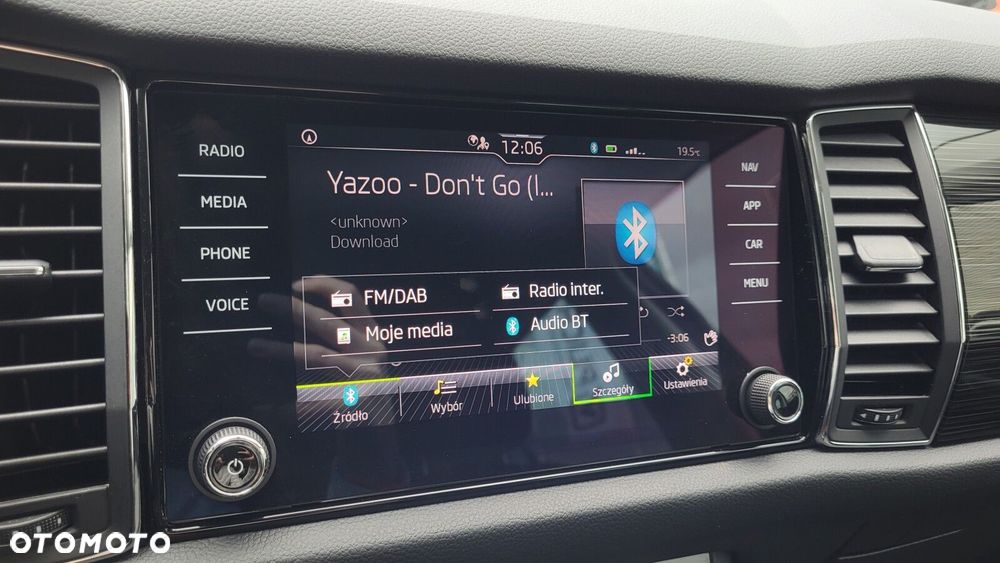 RADIO
MEDIA
PHONE
VOICE
12:06
19.5°C
Yazoo - Don't Go (I...
<unknown>
Download
FM/DAB
Radio inter.
Moje media
Audio BT
-3:06
Źródło
Wybór
Ulubione
Szczegóły
Ustawienia
NAV
APP
CAR
MENU
OTOMOTO